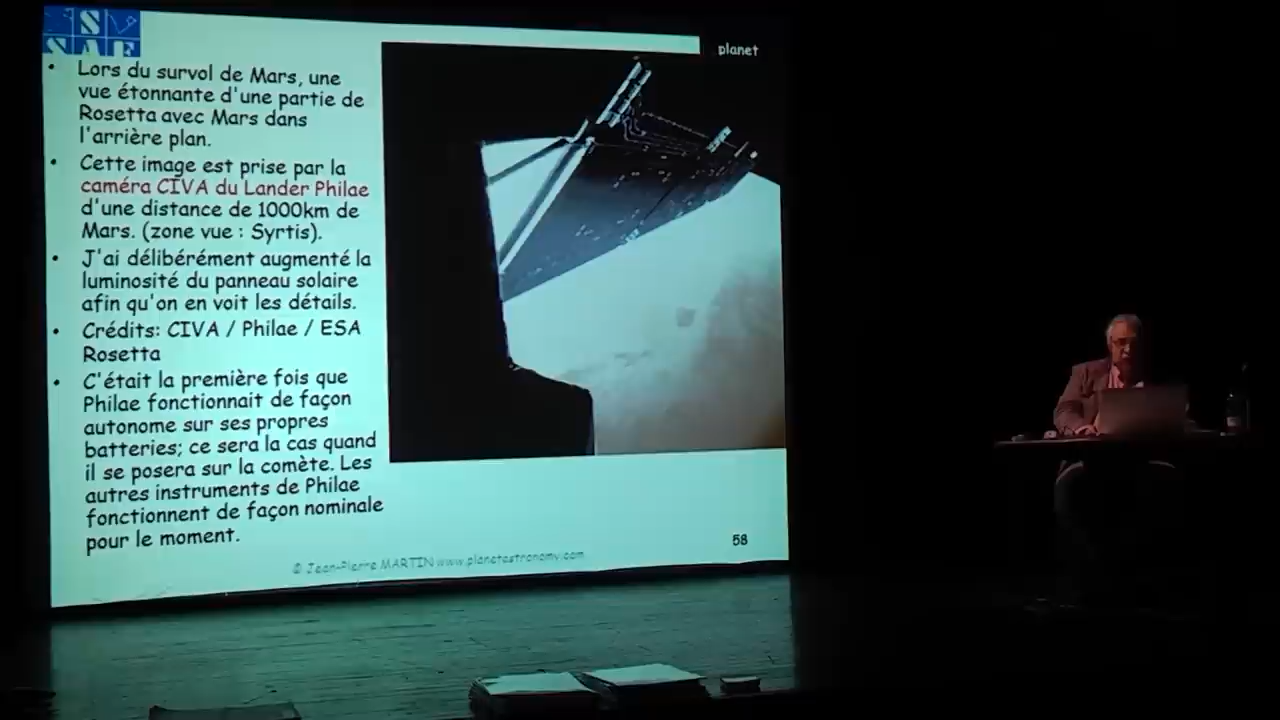 S
SAF
planet
• Lors du survol de Mars, une
vue étonnante d'une partie de
Rosetta avec Mars dans
l'arrière plan.
• Cette image est prise par la
caméra CIVA du Lander Philae
d'une distance de 1000km de
Mars. (zone vue : Syrtis).
• J'ai délibérément augmenté la
luminosité du panneau solaire
afin qu'on en voit les détails.
• Crédits: CIVA / Philae / ESA
Rosetta
• C'était la première fois que
Philae fonctionnait de façon
autonome sur ses propres
batteries; ce sera la cas quand
il se posera sur la comète. Les
autres instruments de Philae
fonctionnent de façon nominale
pour le moment.
58
© Jean-Pierre MARTIN www.planetastronomy.com